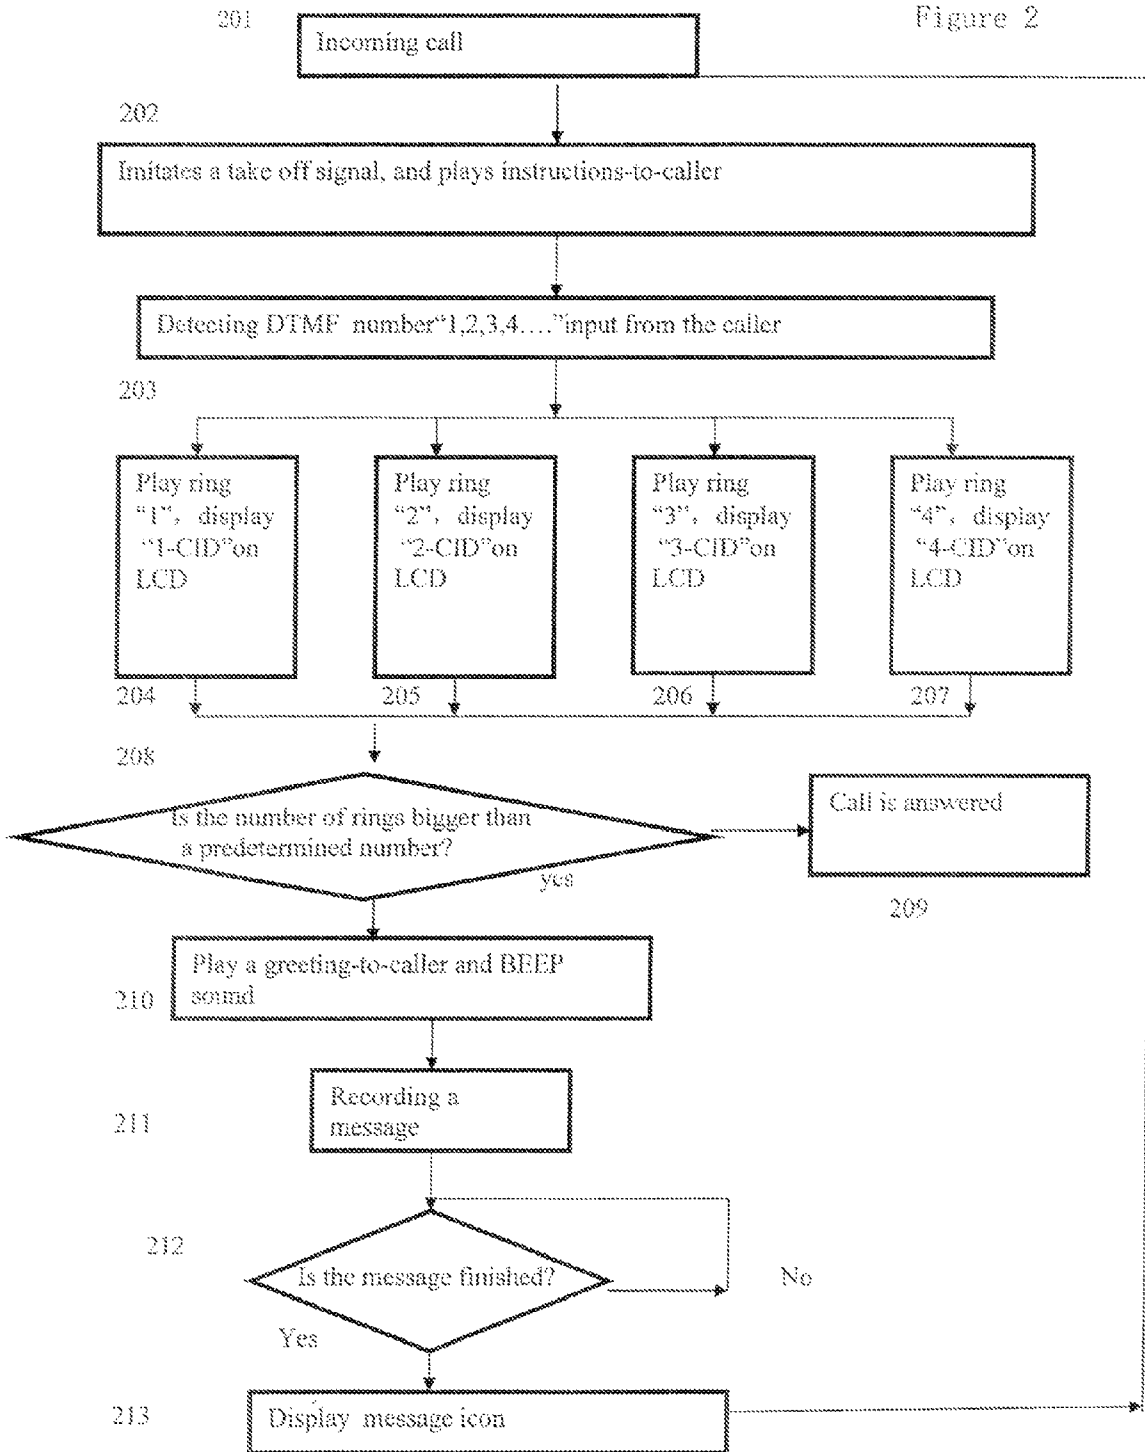 Figure 2
201
Incoming call
202
Imitates a take off signal, and plays instructions-to-caller
Detecting DTMF number“1,2,3,4….”input from the caller
203
Play ring
“1”, display
“1-CID”on
LCD
Play ring
“2”, display
“2-CID”on
LCD
Play ring
“3”, display
“3-CID”on
LCD
Play ring
“4”, display
“4-CID”on
LCD
204
205
206
207
208
Is the number of rings bigger than
a predetermined number?
yes
Call is answered
209
Play a greeting-to-caller and BEEP
sound
210
Recording a
message
211
212
Is the message finished?
No
Yes
213
Display message icon